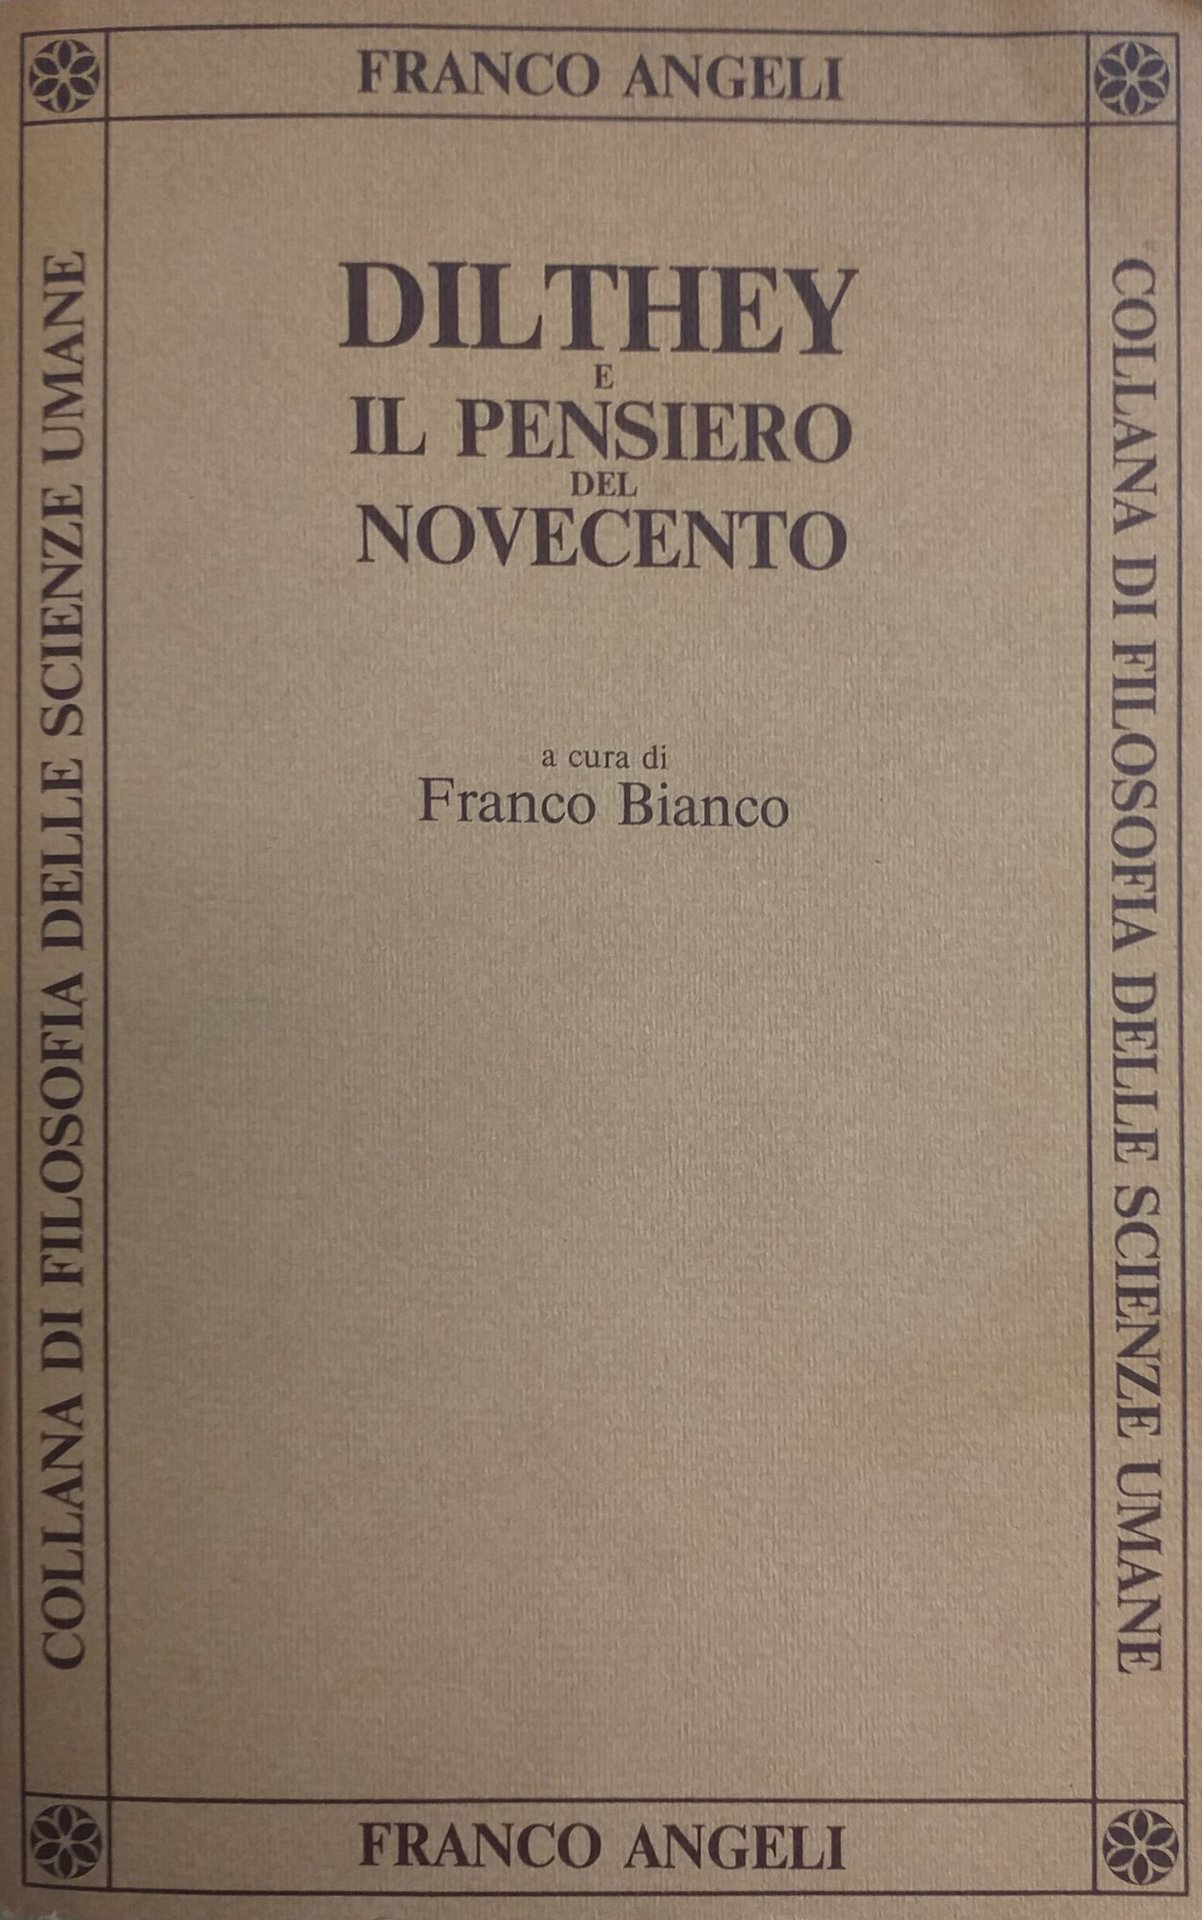 FRANCO ANGELI
COLLANA DI FILOSOFIA DELLE SCIENZE UMANE
DILTHEY
E
IL PENSIERO
DEL
NOVECENTO
a cura di
Franco Bianco
COLLANA DI FILOSOFIA DELLE SCIENZE UMANE
FRANCO ANGELI